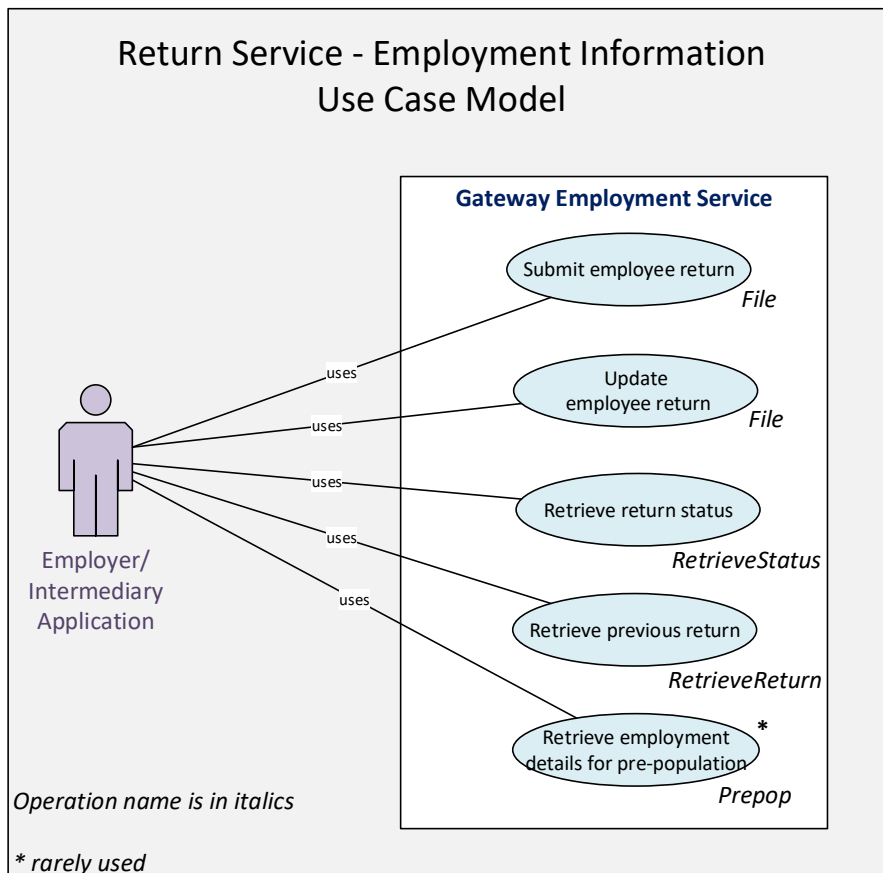 Return Service - Employment Information
Use Case Model
Gateway Employment Service
Submit employee return
File
uses
Update
employee return
File
uses
Retrieve return status
RetrieveStatus
uses
Employer/
Intermediary
Application
uses
Retrieve previous return
RetrieveReturn
uses
Retrieve employment
details for pre-population
*
Prepop
Operation name is in italics
* rarely used